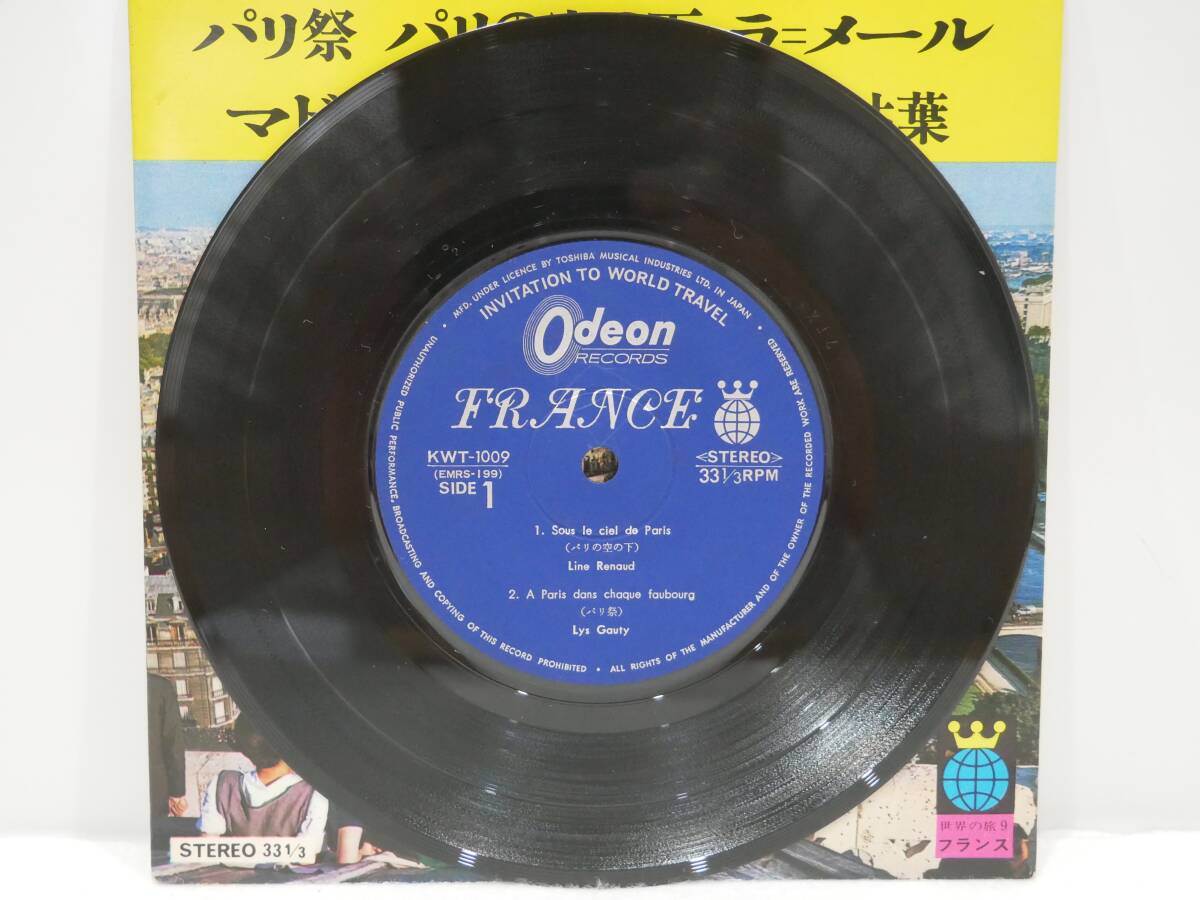 パリ祭 パリの空の下 ラ=メール
マド 枯葉
MFD. UNDER LICENCE BY TOSHIBA MUSICAL INDUSTRIES LTD. IN JAPAN
INVITATION TO WORLD TRAVEL
Odeon
RECORDS
FRANCE
KWT-1009
(EMRS-199)
SIDE 1
<STEREO>
33 1/3 RPM
1. Sous le ciel de Paris
(パリの空の下)
Line Renaud
2. A Paris dans chaque faubourg
(パリ祭)
Lys Gauty
UNAUTHORIZED PUBLIC PERFORMANCE, BROADCASTING AND COPYING OF THIS RECORD PROHIBITED • ALL RIGHTS OF THE MANUFACTURER AND OF THE OWNER OF THE RECORDED WORK ARE RESERVED
STEREO 33 1/3
世界の旅 9
フランス